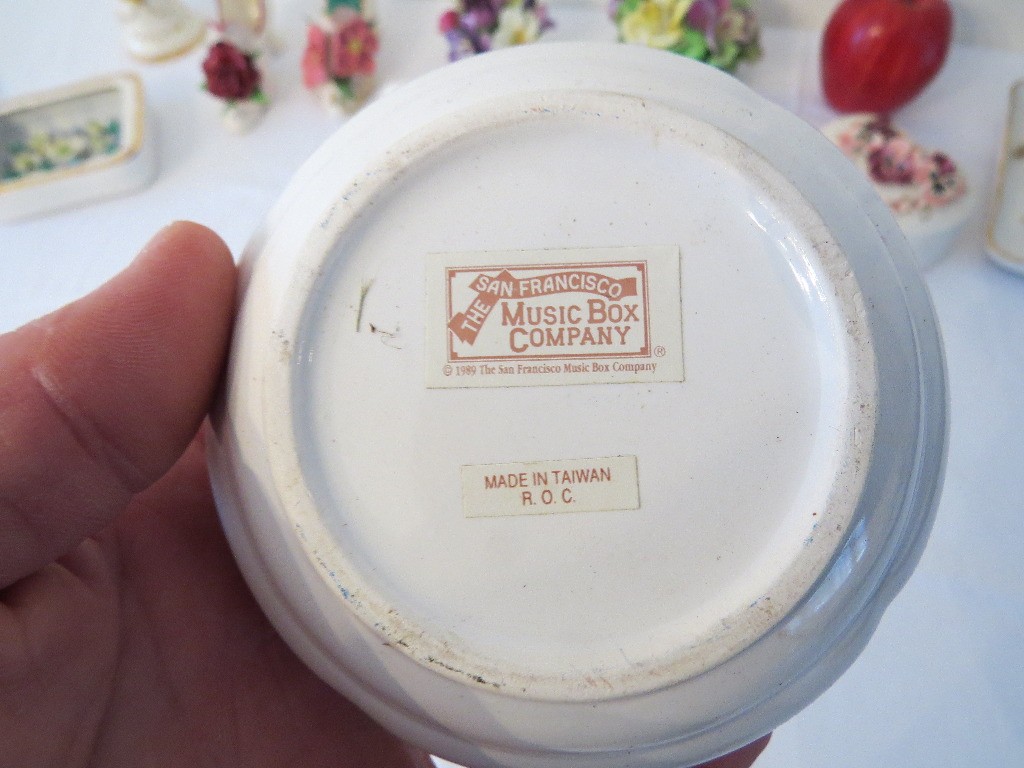 THE SAN FRANCISCO
MUSIC BOX
COMPANY ®
© 1989 The San Francisco Music Box Company
MADE IN TAIWAN
R. O. C.